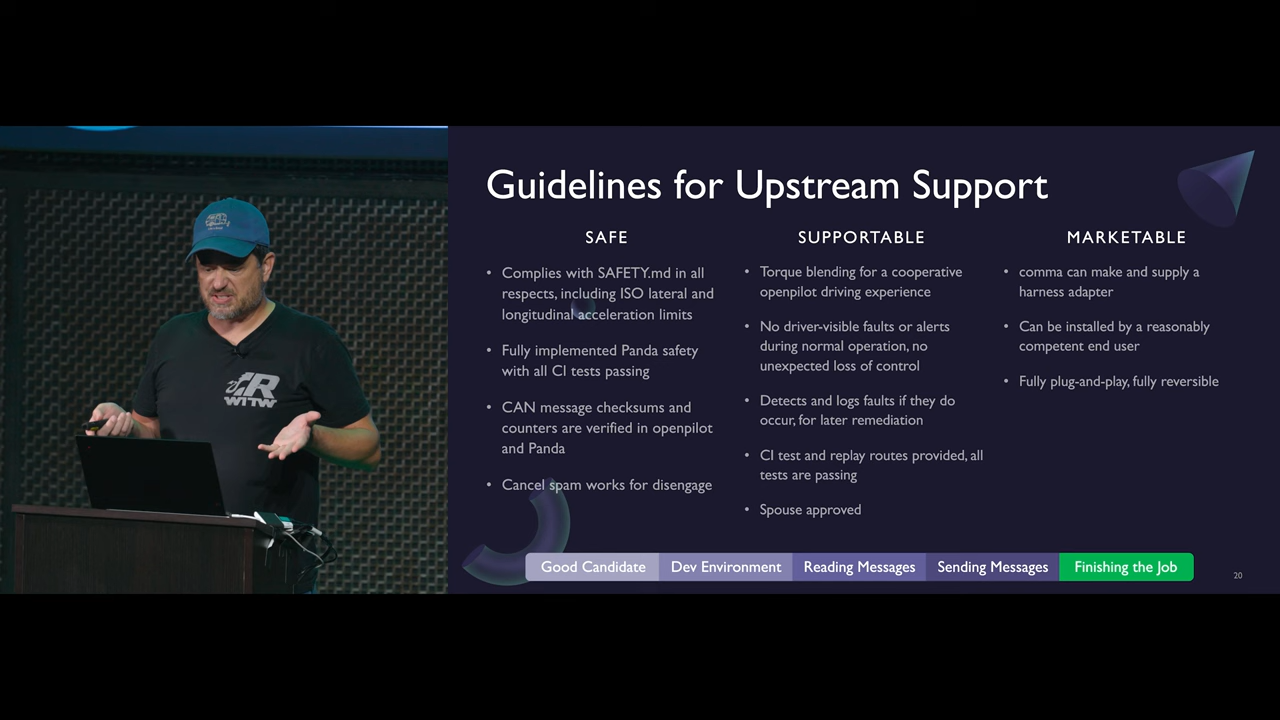 Guidelines for Upstream Support
SAFE
• Complies with SAFETY.md in all
respects, including ISO lateral and
longitudinal acceleration limits
• Fully implemented Panda safety
with all CI tests passing
• CAN message checksums and
counters are verified in openpilot
and Panda
• Cancel spam works for disengage
SUPPORTABLE
• Torque blending for a cooperative
openpilot driving experience
• No driver-visible faults or alerts
during normal operation, no
unexpected loss of control
• Detects and logs faults if they do
occur, for later remediation
• CI test and replay routes provided, all
tests are passing
• Spouse approved
MARKETABLE
• comma can make and supply a
harness adapter
• Can be installed by a reasonably
competent end user
• Fully plug-and-play, fully reversible
Good Candidate
Dev Environment
Reading Messages
Sending Messages
Finishing the Job
20